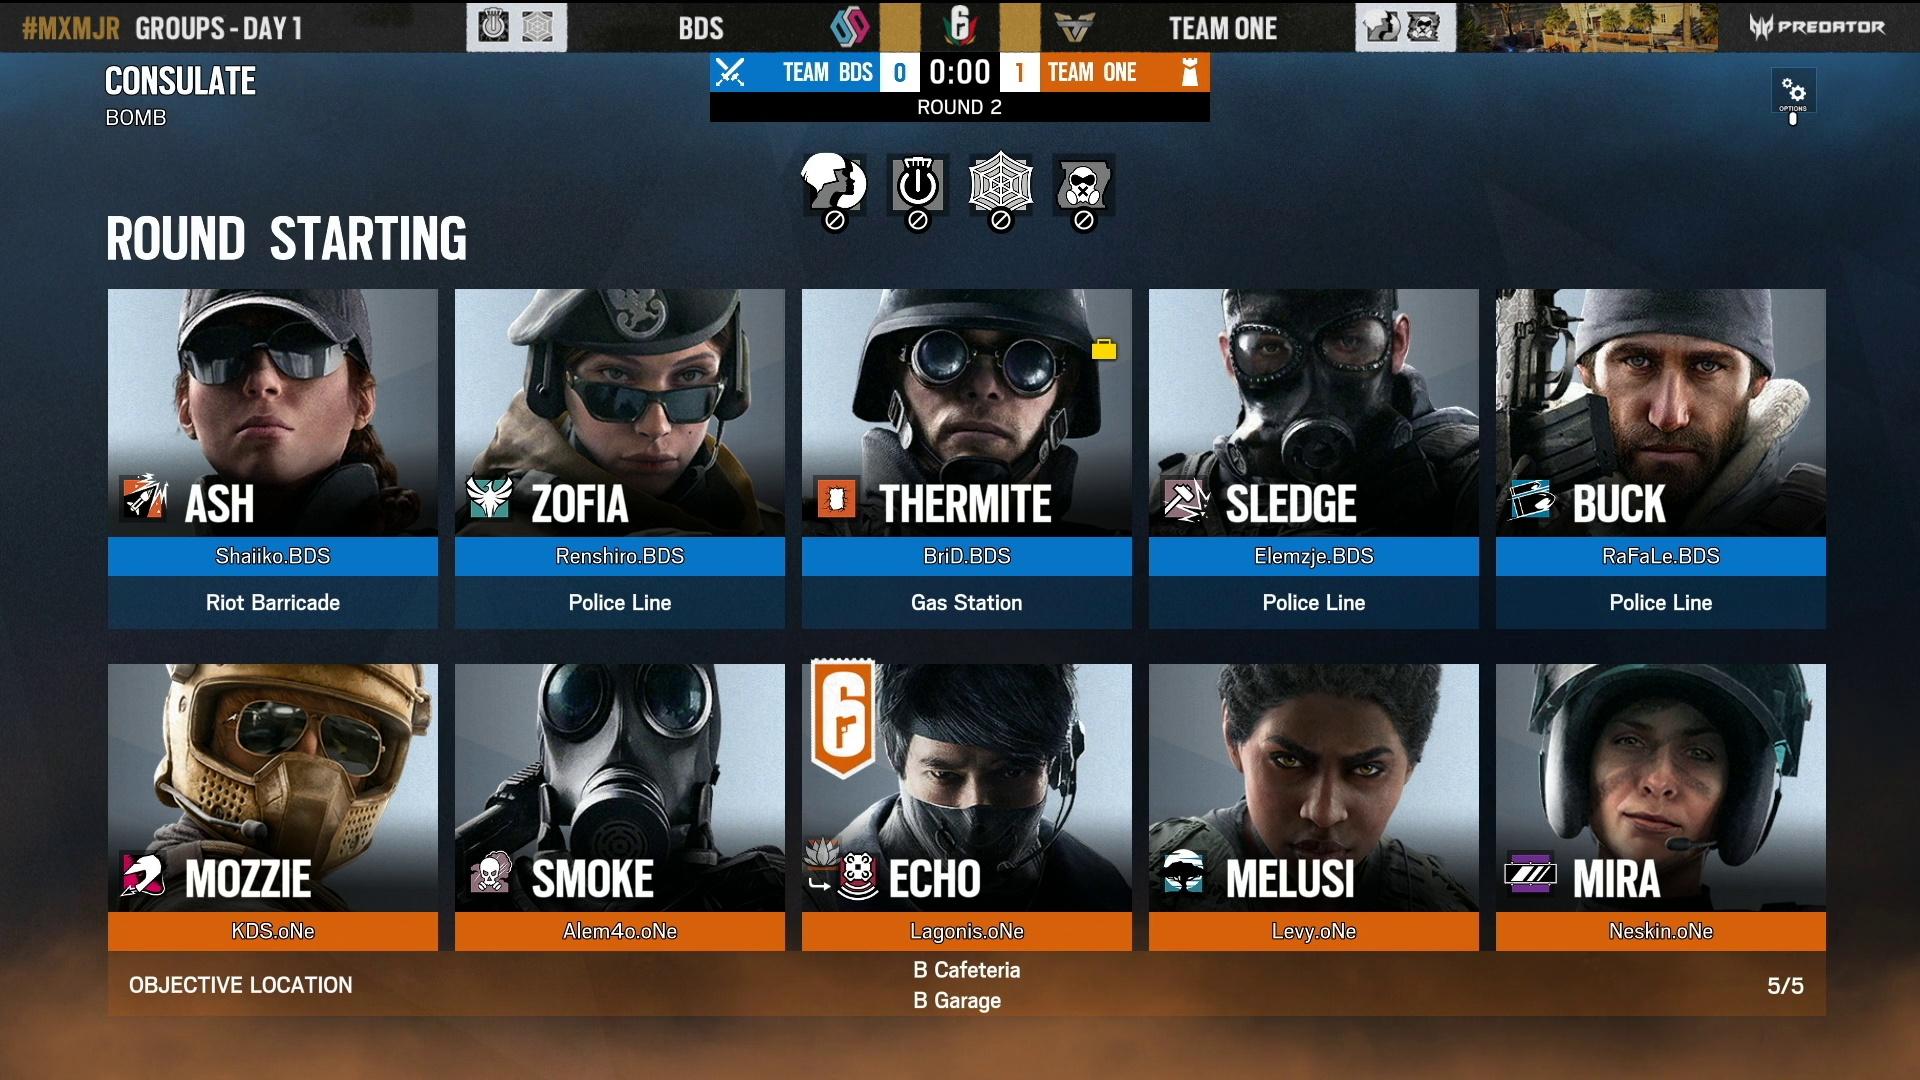 #MXMJR GROUPS - DAY 1
BDS
6
TEAM ONE
PREDATOR
CONSULATE
BOMB
TEAM BDS 0 0:00 1 TEAM ONE
ROUND 2
OPTIONS
ROUND STARTING
ASH
ZOFIA
THERMITE
SLEDGE
BUCK
Shaiiko.BDS
Renshiro.BDS
BriD.BDS
Elemzje.BDS
RaFaLe.BDS
Riot Barricade
Police Line
Gas Station
Police Line
Police Line
6
MOZZIE
SMOKE
ECHO
MELUSI
MIRA
KDS.oNe
Alem4o.oNe
Lagonis.oNe
Levy.oNe
Neskin.oNe
OBJECTIVE LOCATION
B Cafeteria
B Garage
5/5